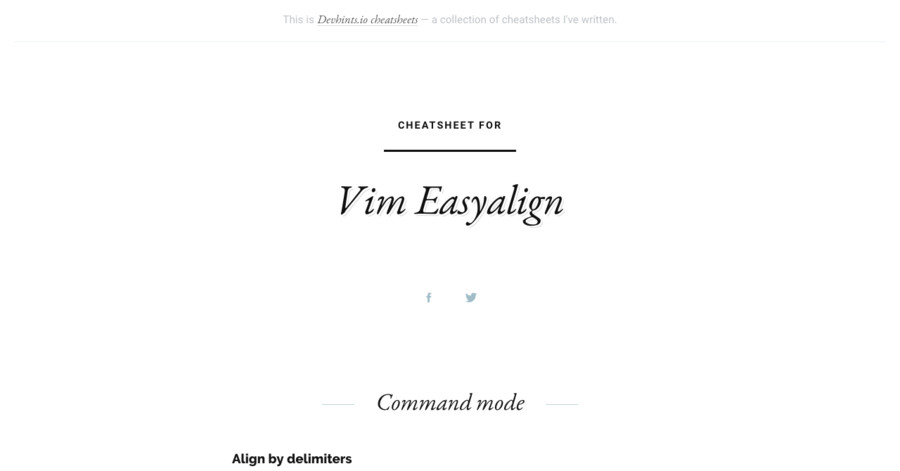 This is Devhints.io cheatsheets — a collection of cheatsheets I've written.
CHEATSHEET FOR
Vim Easyalign
Command mode
Align by delimiters